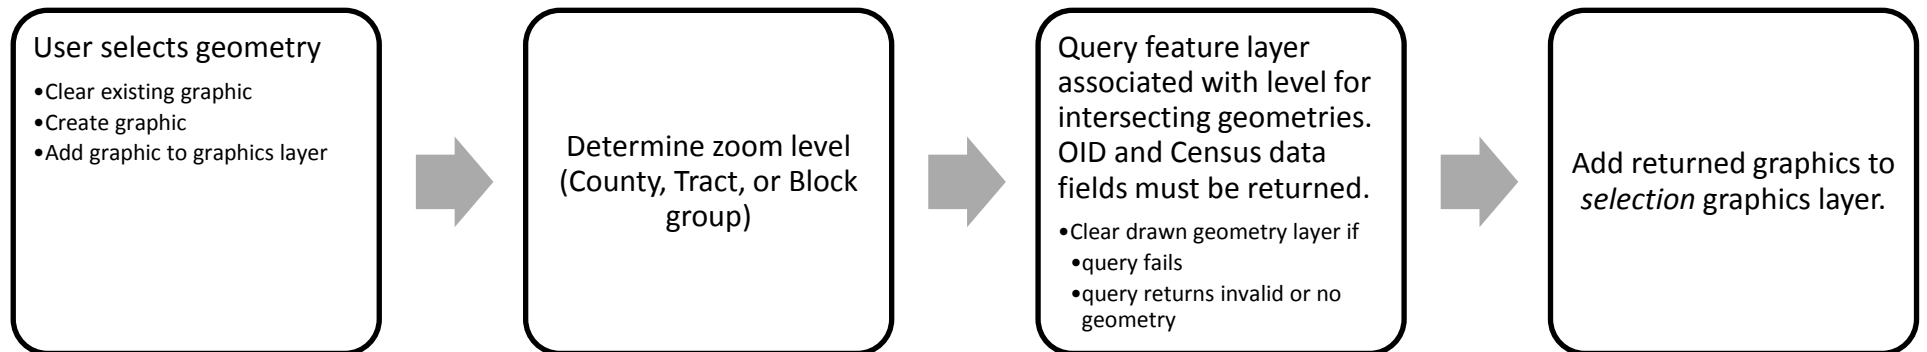 User selects geometry
•Clear existing graphic
•Create graphic
•Add graphic to graphics layer
Determine zoom level
(County, Tract, or Block
group)
Query feature layer
associated with level for
intersecting geometries.
OID and Census data
fields must be returned.
•Clear drawn geometry layer if
•query fails
•query returns invalid or no
geometry
Add returned graphics to
selection graphics layer.